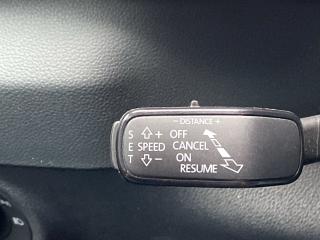 − DISTANCE +
S + OFF
E SPEED CANCEL
T − ON
RESUME